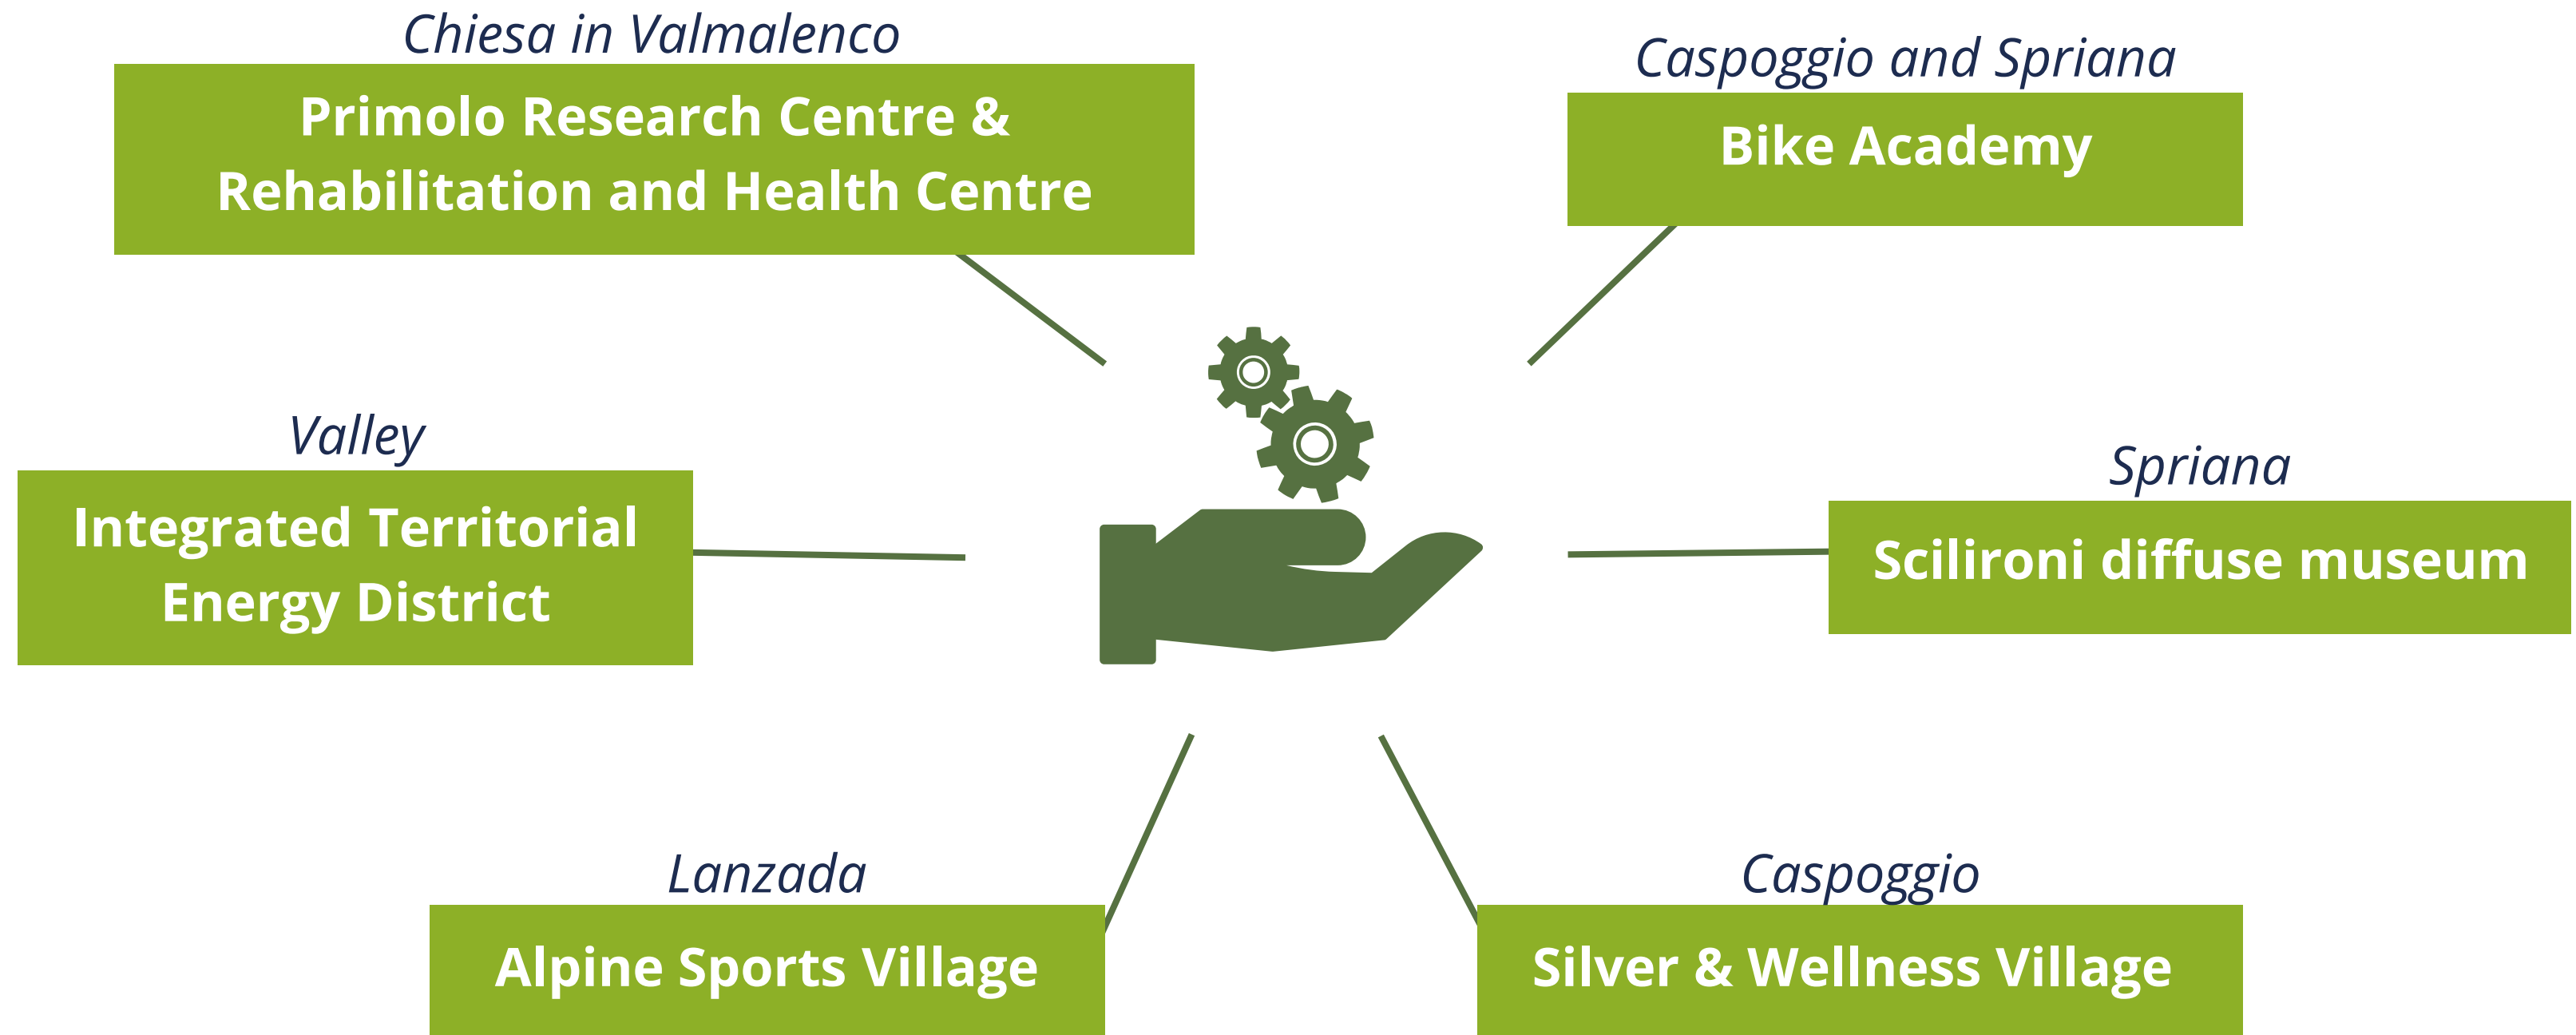 Chiesa in Valmalenco
Primolo Research Centre &
Rehabilitation and Health Centre
Caspoggio and Spriana
Bike Academy
Valley
Integrated Territorial
Energy District
Spriana
Scilironi diffuse museum
Lanzada
Alpine Sports Village
Caspoggio
Silver & Wellness Village